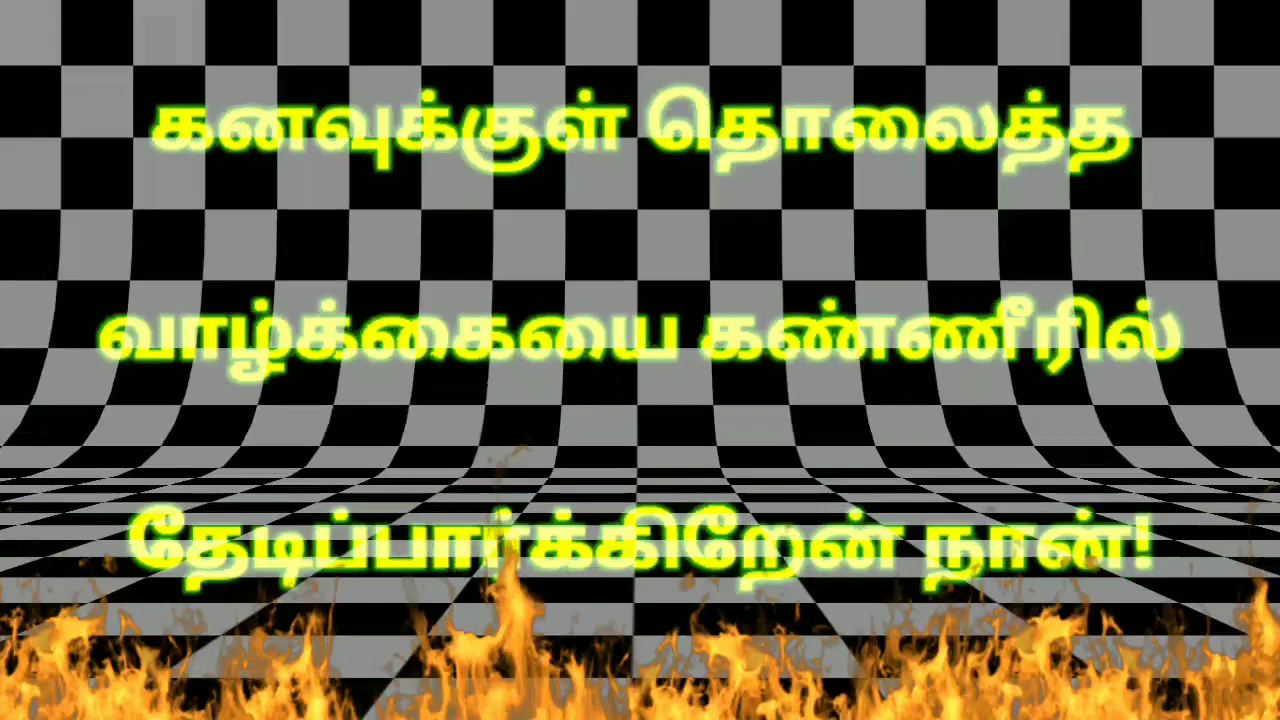 கனவுக்குள் தொலைத்த
வாழ்க்கையை கண்ணீரில்
தேடிப்பார்க்கிறேன் நான்!